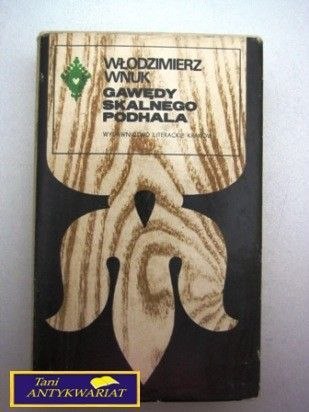 WŁODZIMIERZ
WNUK
GAWĘDY
SKALNEGO
PODHALA
WYDAWNICTWO LITERACKIE KRAKÓW
Tani
ANTYKWARIAT